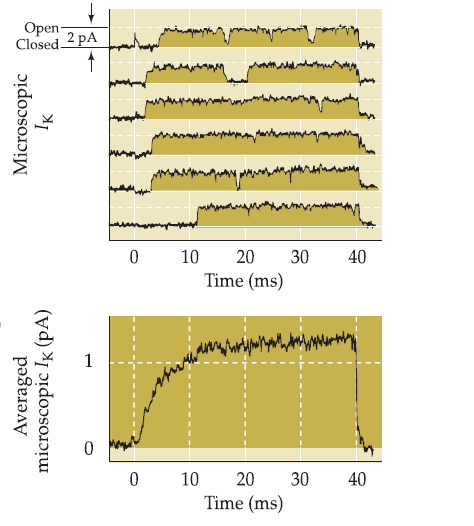 Open
Closed
2 pA
Microscopic
I_K
0 10 20 30 40
Time (ms)
1
0
Averaged
microscopic I_K (pA)
0 10 20 30 40
Time (ms)